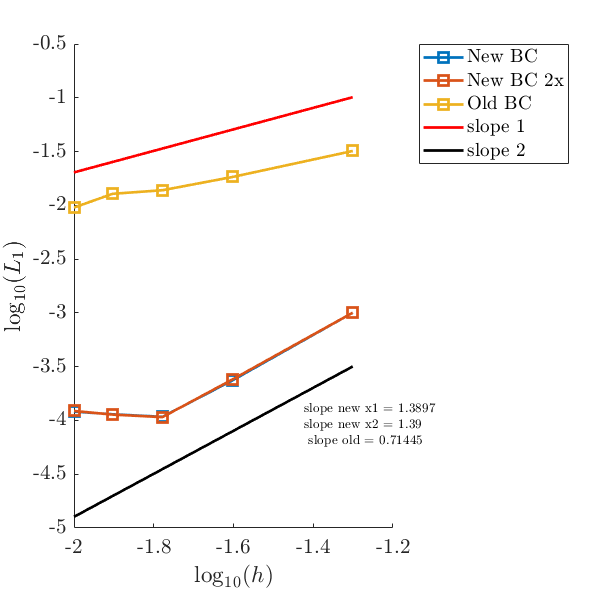 -0.5
-1
-1.5
-2
-2.5
-3
-3.5
-4
-4.5
-5
-2
-1.8
-1.6
-1.4
-1.2
log₁₀(h)
log₁₀(L₁)
New BC
New BC 2x
Old BC
slope 1
slope 2
slope new x1 = 1.3897
slope new x2 = 1.39
slope old = 0.71445